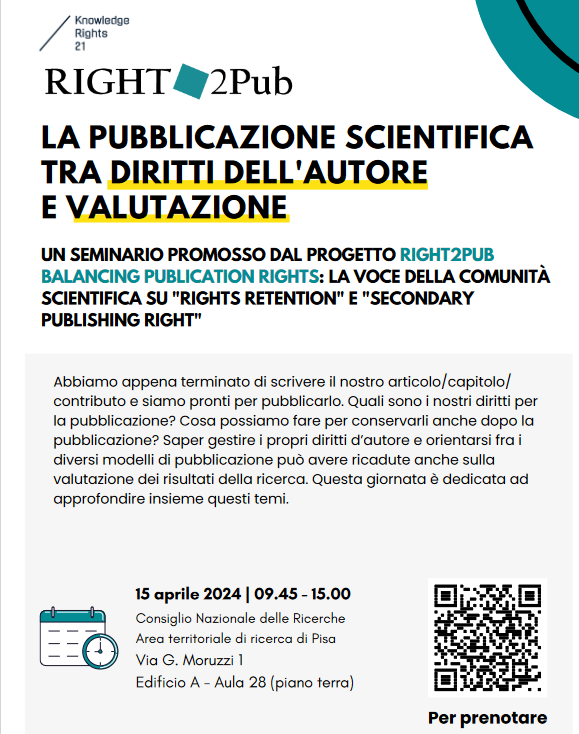 Knowledge
Rights
21
RIGHT 2Pub
LA PUBBLICAZIONE SCIENTIFICA
TRA DIRITTI DELL'AUTORE
E VALUTAZIONE
UN SEMINARIO PROMOSSO DAL PROGETTO RIGHT2PUB
BALANCING PUBLICATION RIGHTS: LA VOCE DELLA COMUNITÀ
SCIENTIFICA SU "RIGHTS RETENTION" E "SECONDARY
PUBLISHING RIGHT"
Abbiamo appena terminato di scrivere il nostro articolo/capitolo/
contributo e siamo pronti per pubblicarlo. Quali sono i nostri diritti per
la pubblicazione? Cosa possiamo fare per conservarli anche dopo la
pubblicazione? Saper gestire i propri diritti d'autore e orientarsi fra i
diversi modelli di pubblicazione può avere ricadute anche sulla
valutazione dei risultati della ricerca. Questa giornata è dedicata ad
approfondire insieme questi temi.
15 aprile 2024 | 09.45 - 15.00
Consiglio Nazionale delle Ricerche
Area territoriale di ricerca di Pisa
Via G. Moruzzi 1
Edificio A - Aula 28 (piano terra)
Per prenotare